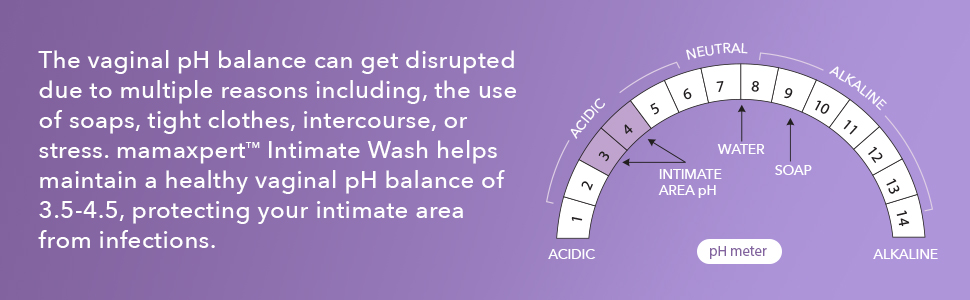 The vaginal pH balance can get disrupted
due to multiple reasons including, the use
of soaps, tight clothes, intercourse, or
stress. mamaxpert™ Intimate Wash helps
maintain a healthy vaginal pH balance of
3.5-4.5, protecting your intimate area
from infections.
NEUTRAL
ACIDIC
ALKALINE
1
2
3
4
5
6
7
8
9
10
11
12
13
14
WATER
SOAP
INTIMATE
AREA pH
ACIDIC
pH meter
ALKALINE